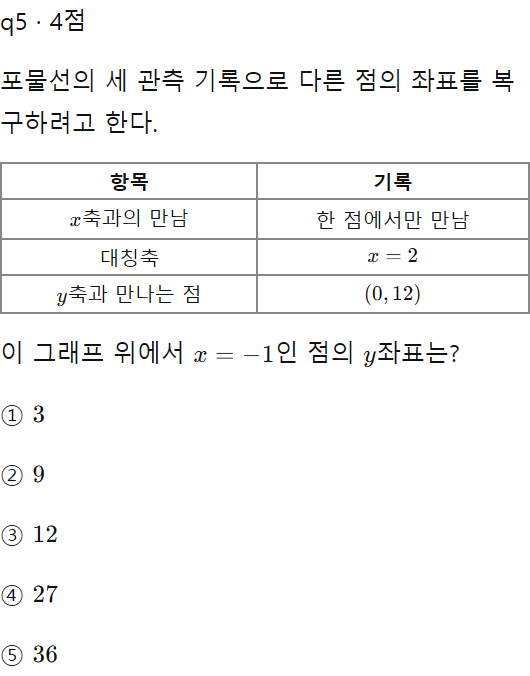 q5 · 4점
포물선의 세 관측 기록으로 다른 점의 좌표를 복
구하려고 한다.
항목 기록
x축과의 만남 한 점에서만 만남
대칭축 x = 2
y축과 만나는 점 (0, 12)
이 그래프 위에서 x = −1인 점의 y좌표는?
① 3
② 9
③ 12
④ 27
⑤ 36